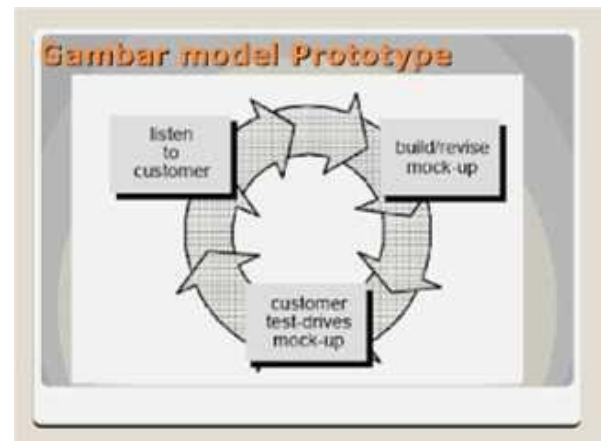 Gambar model Prototype
listen
to
customer
build/revise
mock-up
customer
test-drives
mock-up